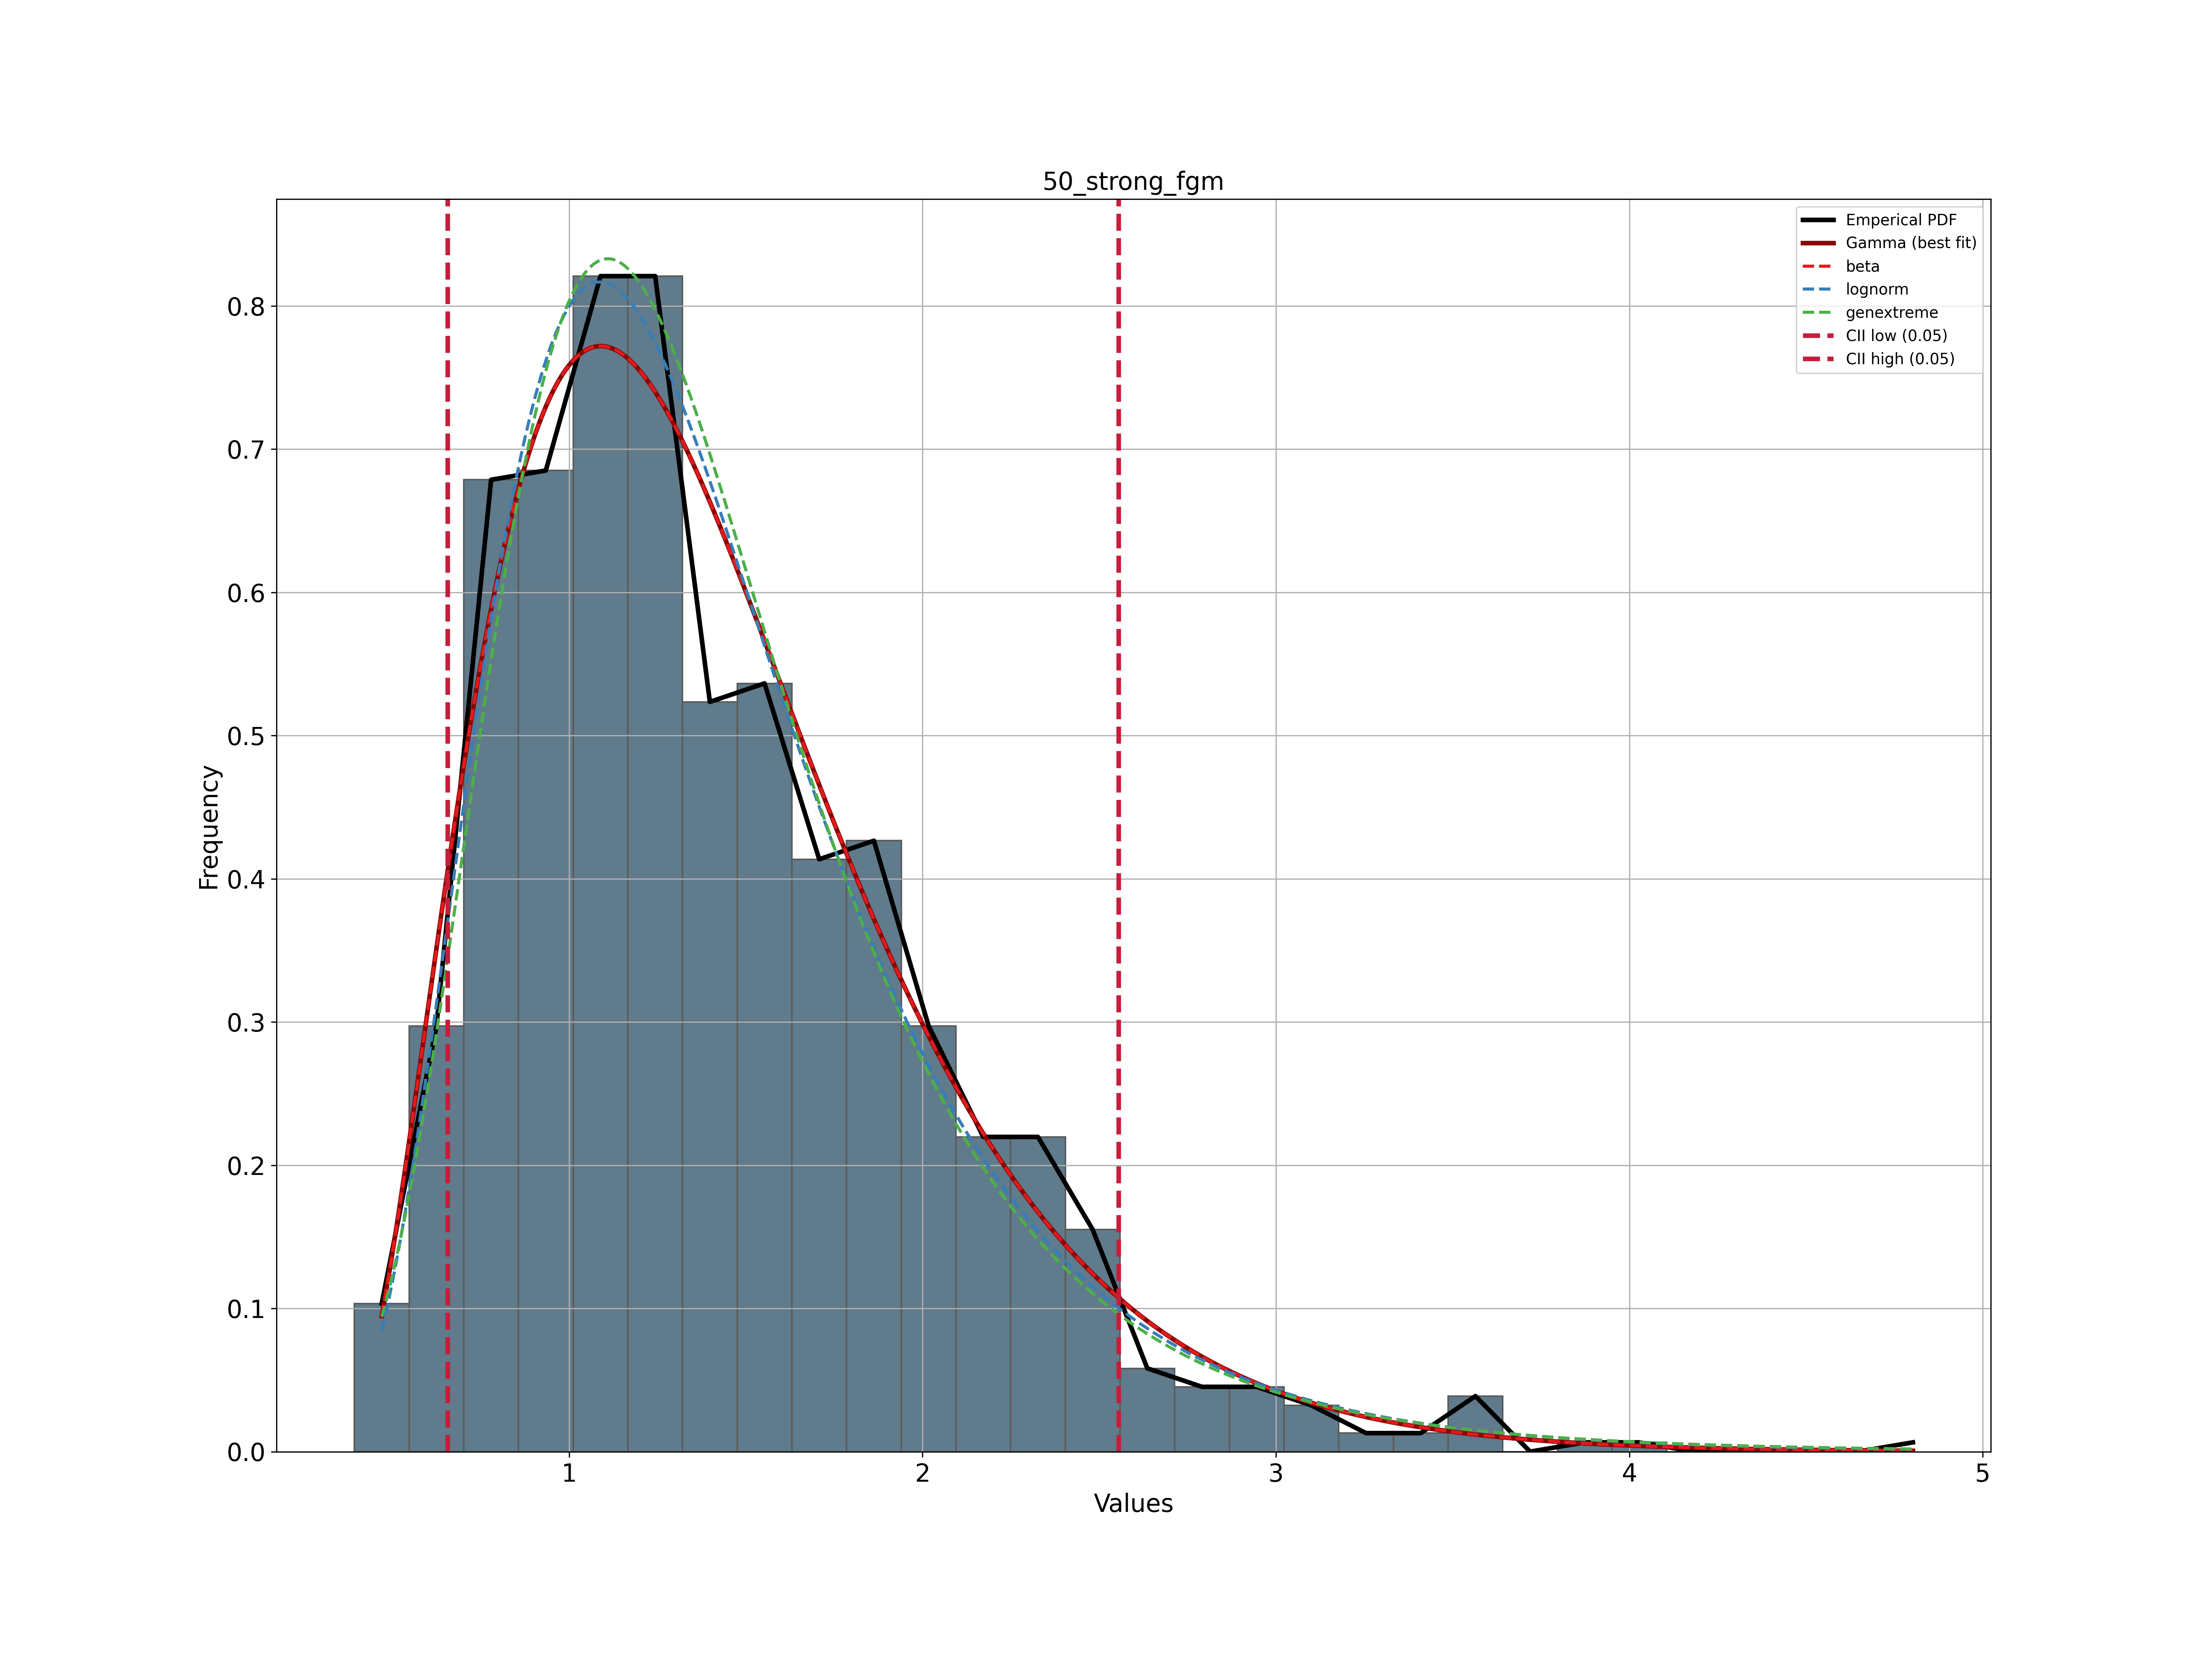 50_strong_fgm
Emperical PDF
Gamma (best fit)
beta
lognorm
genextreme
CII low (0.05)
CII high (0.05)
0.8
0.7
0.6
0.5
0.4
0.3
0.2
0.1
0.0
Frequency
1 2 3 4 5
Values